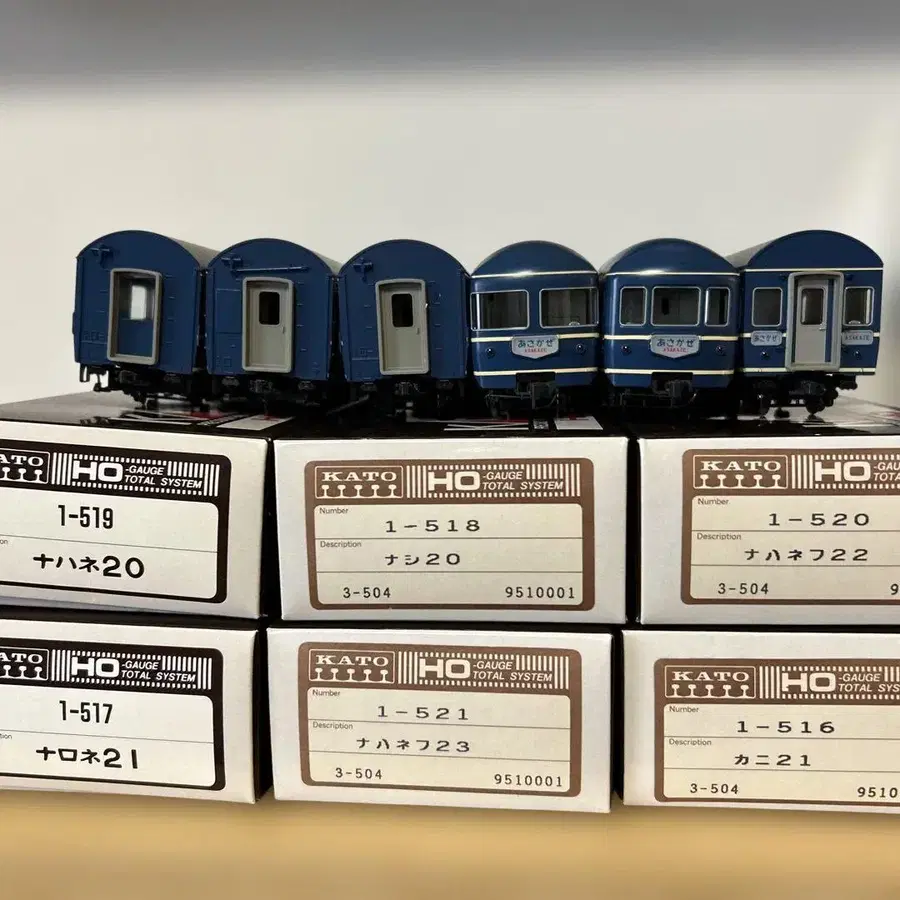 あさかぜ
ASAKAZE
あさかぜ
ASAKAZE
あさかぜ
ASAKAZE
KATO HO -GAUGE TOTAL SYSTEM
1-519
ナハネ20
KATO HO -GAUGE TOTAL SYSTEM
Number
1-518
Description
ナシ20
3-504 9510001
KATO HO -GAUGE
Number
1-520
Description
ナハネフ22
3-504
HO -GAUGE TOTAL SYSTEM
1-517
ナロネ21
KATO HO -GAUGE TOTAL SYSTEM
Number
1-521
Description
ナハネフ23
3-504 9510001
KATO HO -GAUGE
Number
1-516
Description
カニ21
3-504 9510